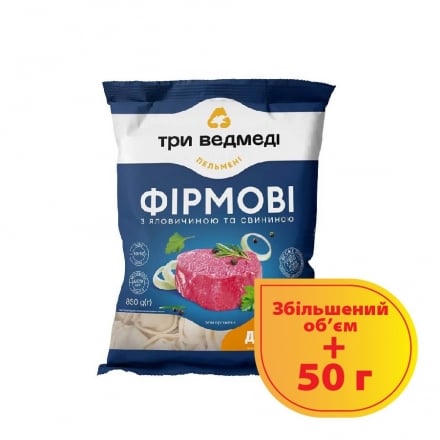 ТРИ ВЕДМЕДІ
ПЕЛЬМЕНІ
ФІРМОВІ
З ЯЛОВИЧИНОЮ ТА СВИНИНОЮ
850 g(г)
Збільшений
об'єм
+
50 г